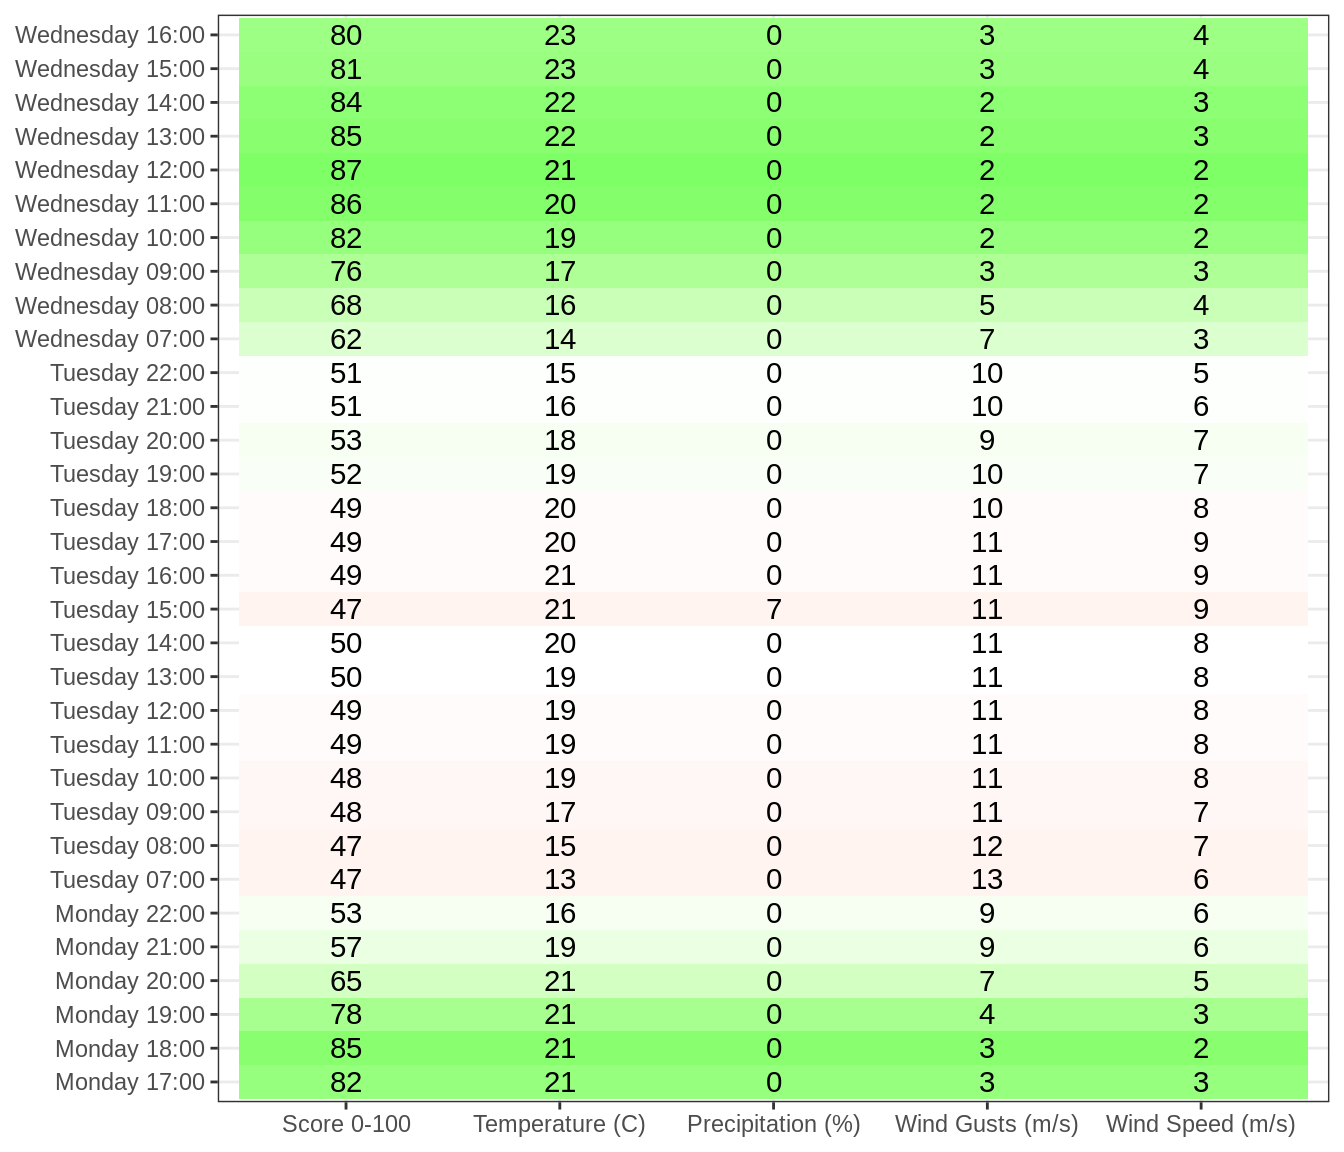 Wednesday 16:00 80 23 0 3 4
Wednesday 15:00 81 23 0 3 4
Wednesday 14:00 84 22 0 2 3
Wednesday 13:00 85 22 0 2 3
Wednesday 12:00 87 21 0 2 2
Wednesday 11:00 86 20 0 2 2
Wednesday 10:00 82 19 0 2 2
Wednesday 09:00 76 17 0 3 3
Wednesday 08:00 68 16 0 5 4
Wednesday 07:00 62 14 0 7 3
Tuesday 22:00 51 15 0 10 5
Tuesday 21:00 51 16 0 10 6
Tuesday 20:00 53 18 0 9 7
Tuesday 19:00 52 19 0 10 7
Tuesday 18:00 49 20 0 10 8
Tuesday 17:00 49 20 0 11 9
Tuesday 16:00 49 21 0 11 9
Tuesday 15:00 47 21 7 11 9
Tuesday 14:00 50 20 0 11 8
Tuesday 13:00 50 19 0 11 8
Tuesday 12:00 49 19 0 11 8
Tuesday 11:00 49 19 0 11 8
Tuesday 10:00 48 19 0 11 8
Tuesday 09:00 48 17 0 11 7
Tuesday 08:00 47 15 0 12 7
Tuesday 07:00 47 13 0 13 6
Monday 22:00 53 16 0 9 6
Monday 21:00 57 19 0 9 6
Monday 20:00 65 21 0 7 5
Monday 19:00 78 21 0 4 3
Monday 18:00 85 21 0 3 2
Monday 17:00 82 21 0 3 3
Score 0-100 Temperature (C) Precipitation (%) Wind Gusts (m/s) Wind Speed (m/s)